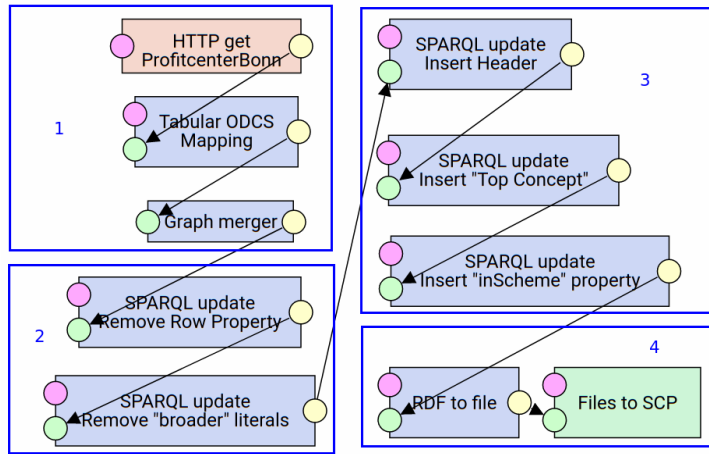 HTTP get
ProfitcenterBonn
1
Tabular ODCS
Mapping
Graph merger
2
SPARQL update
Remove Row Property
SPARQL update
Remove "broader" literals
SPARQL update
Insert Header
3
SPARQL update
Insert "Top Concept"
SPARQL update
Insert "inScheme" property
4
RDF to file
Files to SCP